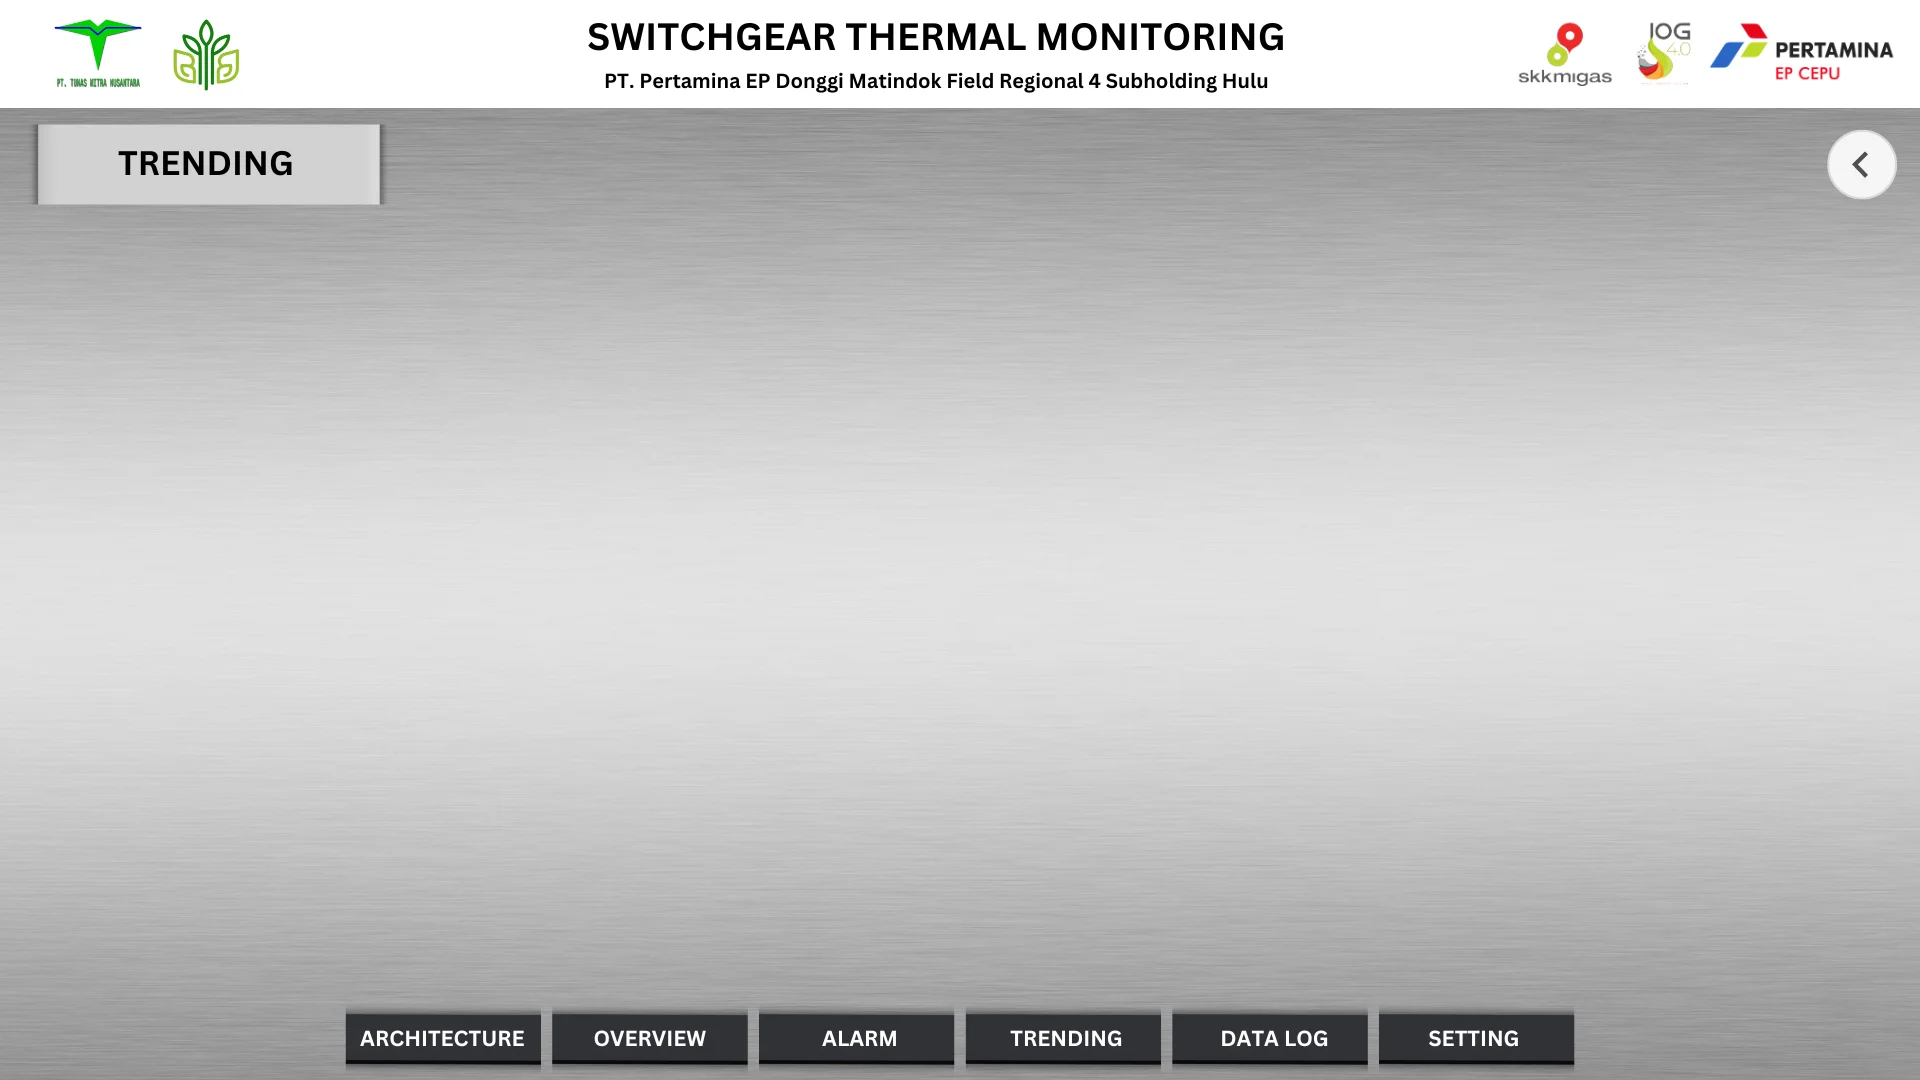 SWITCHGEAR THERMAL MONITORING
PT. Pertamina EP Donggi Matindok Field Regional 4 Subholding Hulu
PT. TUNAS MITRA NUSANTARA
skkmigas
IOG
4.0
PERTAMINA
EP CEPU
TRENDING
ARCHITECTURE
OVERVIEW
ALARM
TRENDING
DATA LOG
SETTING